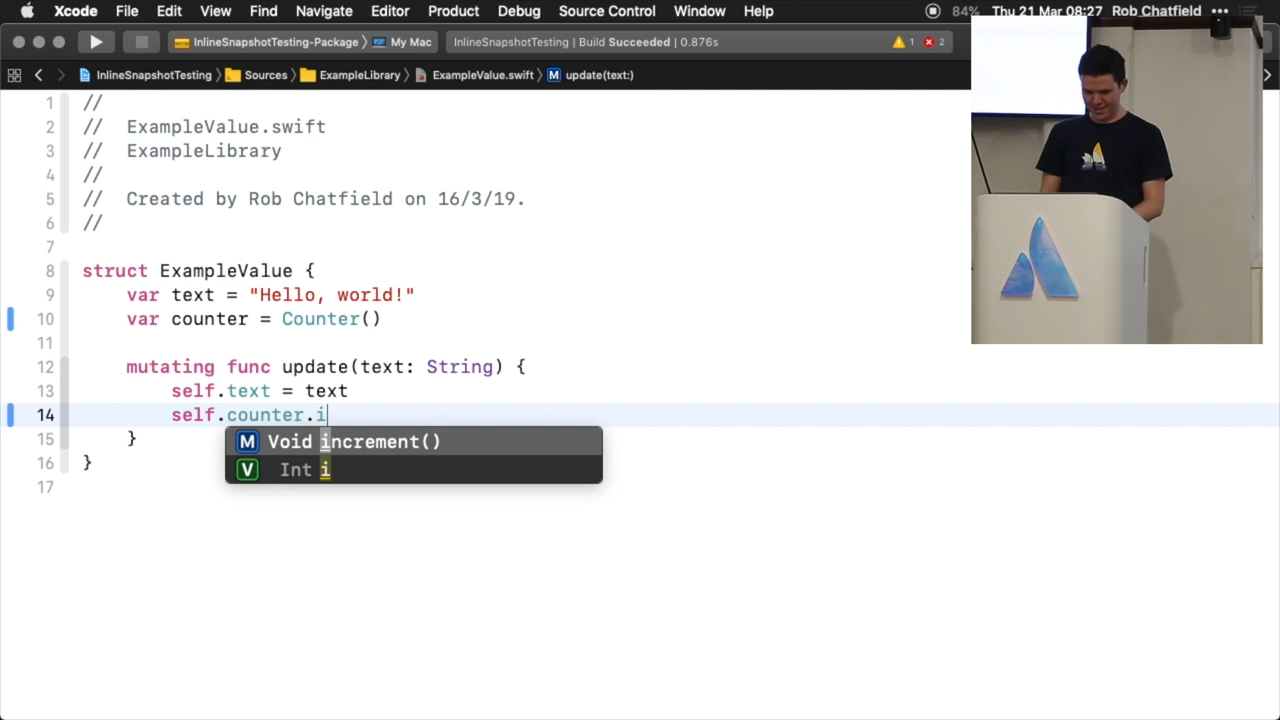 Xcode File Edit View Find Navigate Editor Product Debug Source Control Window Help 84% Thu 21 Mar 08:27 Rob Chatfield
InlineSnapshotTesting-Package 〉 My Mac InlineSnapshotTesting | Build Succeeded | 0.876s 1 2
InlineSnapshotTesting 〉 Sources 〉 ExampleLibrary 〉 ExampleValue.swift 〉 M update(text:)
1 //
2 // ExampleValue.swift
3 // ExampleLibrary
4 //
5 // Created by Rob Chatfield on 16/3/19.
6 //
7
8 struct ExampleValue {
9 var text = "Hello, world!"
10 var counter = Counter()
11
12 mutating func update(text: String) {
13 self.text = text
14 self.counter.i
15 }
16 }
17
M Void increment()
V Int i